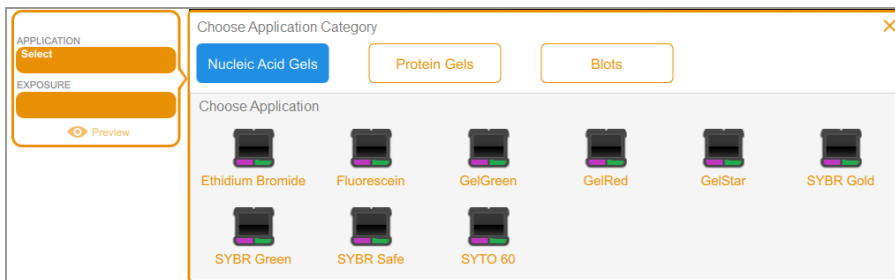 Choose Application Category
APPLICATION
Select
EXPOSURE
Preview
Nucleic Acid Gels
Protein Gels
Blots
Choose Application
Ethidium Bromide
Fluorescein
GelGreen
GelRed
GelStar
SYBR Gold
SYBR Green
SYBR Safe
SYTO 60